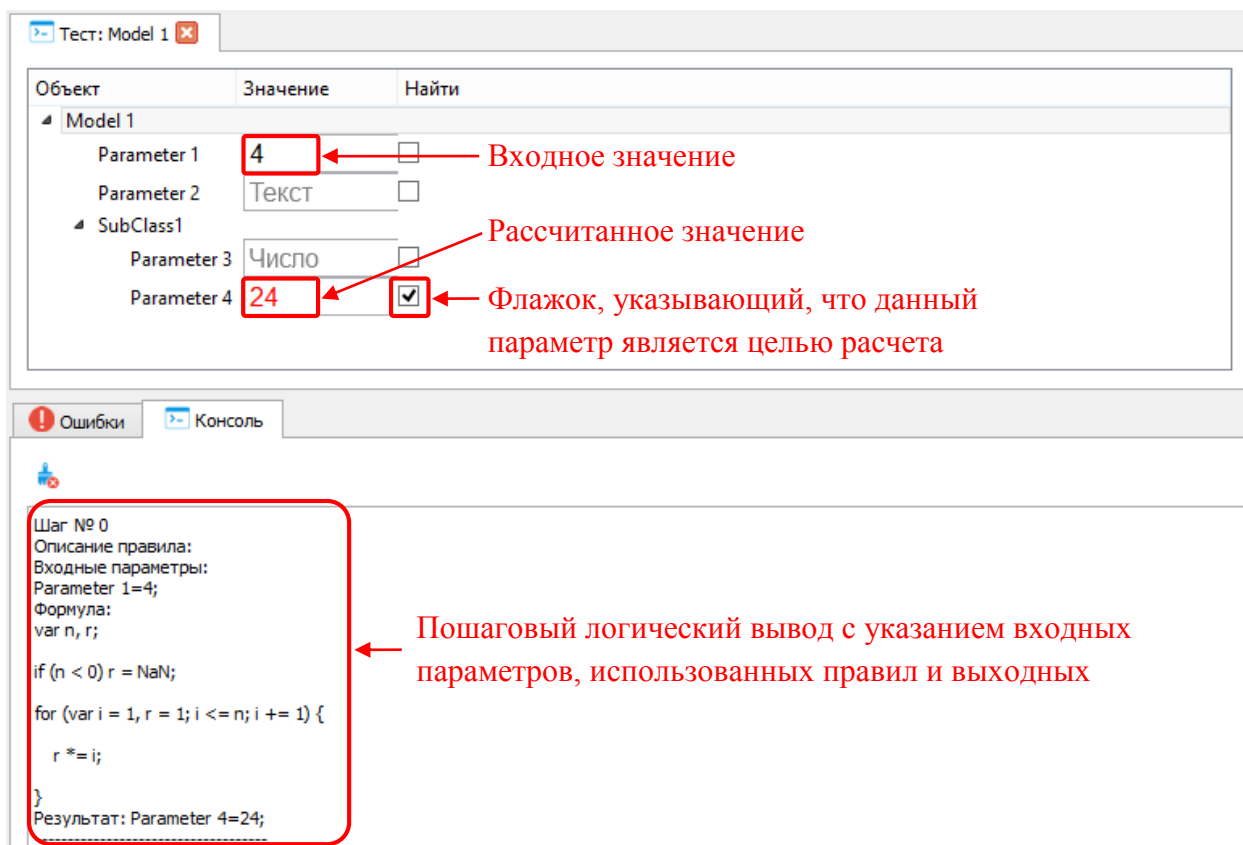 Тест: Model 1
Объект Значение Найти
Model 1
Parameter 1 4 Входное значение
Parameter 2 Текст
SubClass1
Рассчитанное значение
Parameter 3 Число
Parameter 4 24 Флажок, указывающий, что данный
параметр является целью расчета
Ошибки Консоль
Шаг № 0
Описание правила:
Входные параметры:
Parameter 1=4;
Формула:
var n, r;
if (n < 0) r = NaN;
for (var i = 1, r = 1; i <= n; i += 1) {
r *= i;
}
Результат: Parameter 4=24;
-----------------------------------
Пошаговый логический вывод с указанием входных
параметров, использованных правил и выходных